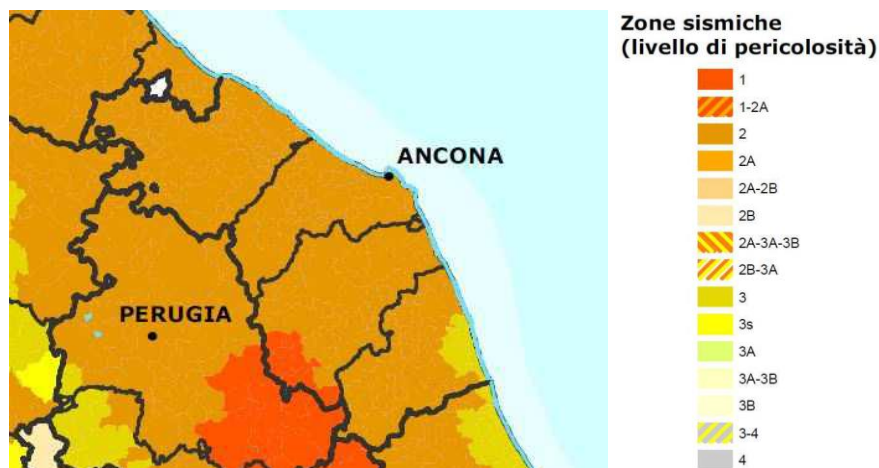 Zone sismiche
(livello di pericolosità)
1
1-2A
2
2A
2A-2B
2B
2A-3A-3B
2B-3A
3
3s
3A
3A-3B
3B
3-4
4
ANCONA
PERUGIA